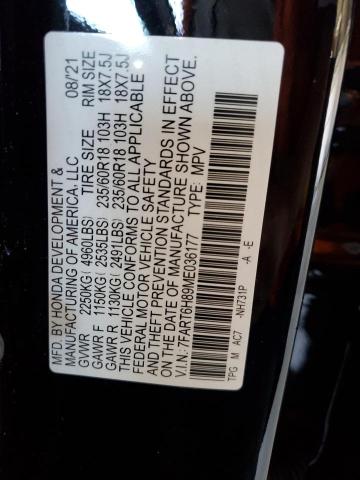 MFD. BY HONDA DEVELOPMENT &
MANUFACTURING OF AMERICA, LLC 08/21
GVWR 2250KG ( 4960LBS) TIRE SIZE RIM SIZE
GAWR F 1150KG ( 2535LBS) 235/60R18 103H 18X7.5J
GAWR R 1130KG ( 2491LBS) 235/60R18 103H 18X7.5J
THIS VEHICLE CONFORMS TO ALL APPLICABLE
FEDERAL MOTOR VEHICLE SAFETY
AND THEFT PREVENTION STANDARDS IN EFFECT
ON THE DATE OF MANUFACTURE SHOWN ABOVE.
V.I.N.: 7FART6H89ME036177 TYPE: MPV
TPG M AC7 -NH731P -A -E